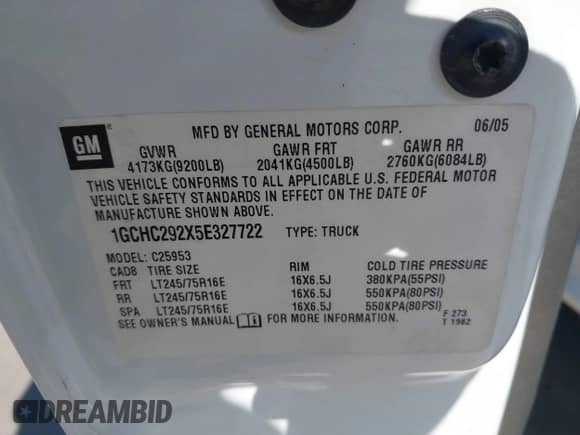 GM
MFD BY GENERAL MOTORS CORP. 06/05
GVWR GAWR FRT GAWR RR
4173KG(9200LB) 2041KG(4500LB) 2760KG(6084LB)
THIS VEHICLE CONFORMS TO ALL APPLICABLE U.S. FEDERAL MOTOR
VEHICLE SAFETY STANDARDS IN EFFECT ON THE DATE OF
MANUFACTURE SHOWN ABOVE.
1GCHC292X5E327722 TYPE: TRUCK
MODEL: C25953
CAD8 TIRE SIZE RIM COLD TIRE PRESSURE
FRT LT245/75R16E 16X6.5J 380KPA(55PSI)
RR LT245/75R16E 16X6.5J 550KPA(80PSI)
SPA LT245/75R16E 16X6.5J 550KPA(80PSI)
SEE OWNER'S MANUAL FOR MORE INFORMATION.
F 273
T 1982
DREAMBID